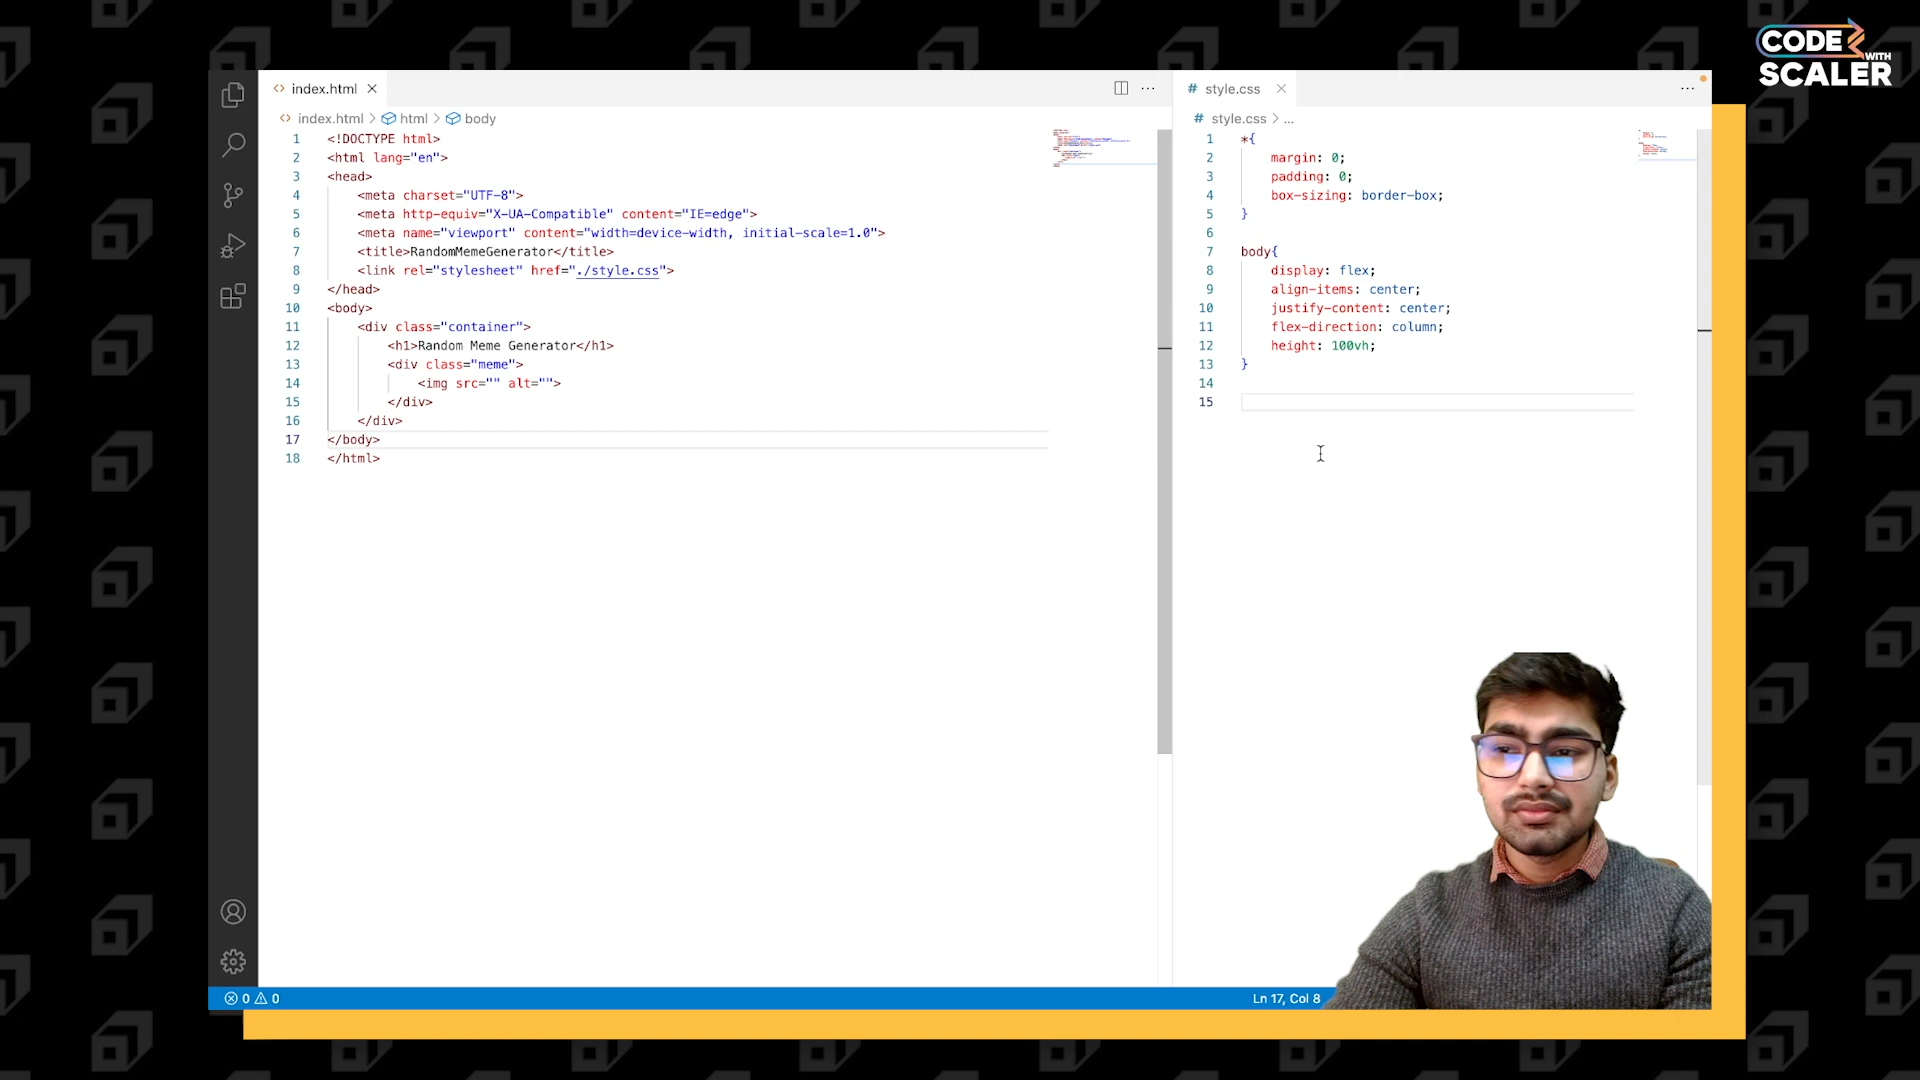 CODE WITH
SCALER
index.html
style.css
index.html > html > body
style.css > ...
1 <!DOCTYPE html>
2 <html lang="en">
3 <head>
4 <meta charset="UTF-8">
5 <meta http-equiv="X-UA-Compatible" content="IE=edge">
6 <meta name="viewport" content="width=device-width, initial-scale=1.0">
7 <title>RandomMemeGenerator</title>
8 <link rel="stylesheet" href="./style.css">
9 </head>
10 <body>
11 <div class="container">
12 <h1>Random Meme Generator</h1>
13 <div class="meme">
14 <img src="" alt="">
15 </div>
16 </div>
17 </body>
18 </html>
1 *{
2 margin: 0;
3 padding: 0;
4 box-sizing: border-box;
5 }
6
7 body{
8 display: flex;
9 align-items: center;
10 justify-content: center;
11 flex-direction: column;
12 height: 100vh;
13 }
14
15
0 0
Ln 17, Col 8